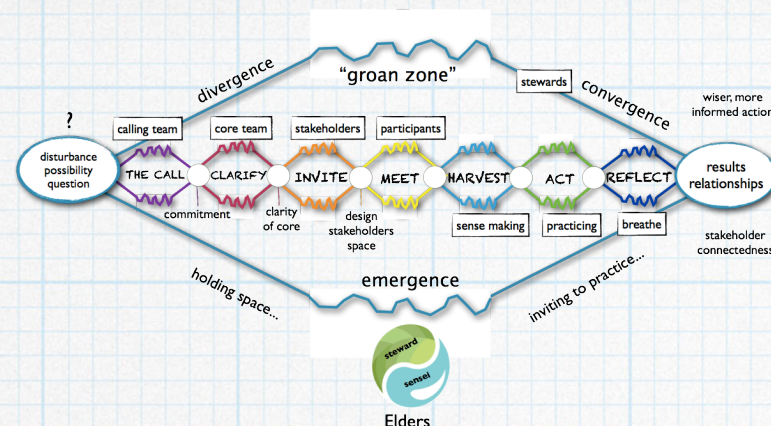 divergence
"groan zone"
stewards
convergence
wiser, more
informed action
?
calling team
core team
stakeholders
participants
disturbance
possibility
question
THE CALL
CLARIFY
INVITE
MEET
HARVEST
ACT
REFLECT
results
relationships
commitment
clarity
of core
design
stakeholders
space
sense making
practicing
breathe
stakeholder
connectedness
holding space...
emergence
inviting to practice...
steward
sensei
Elders